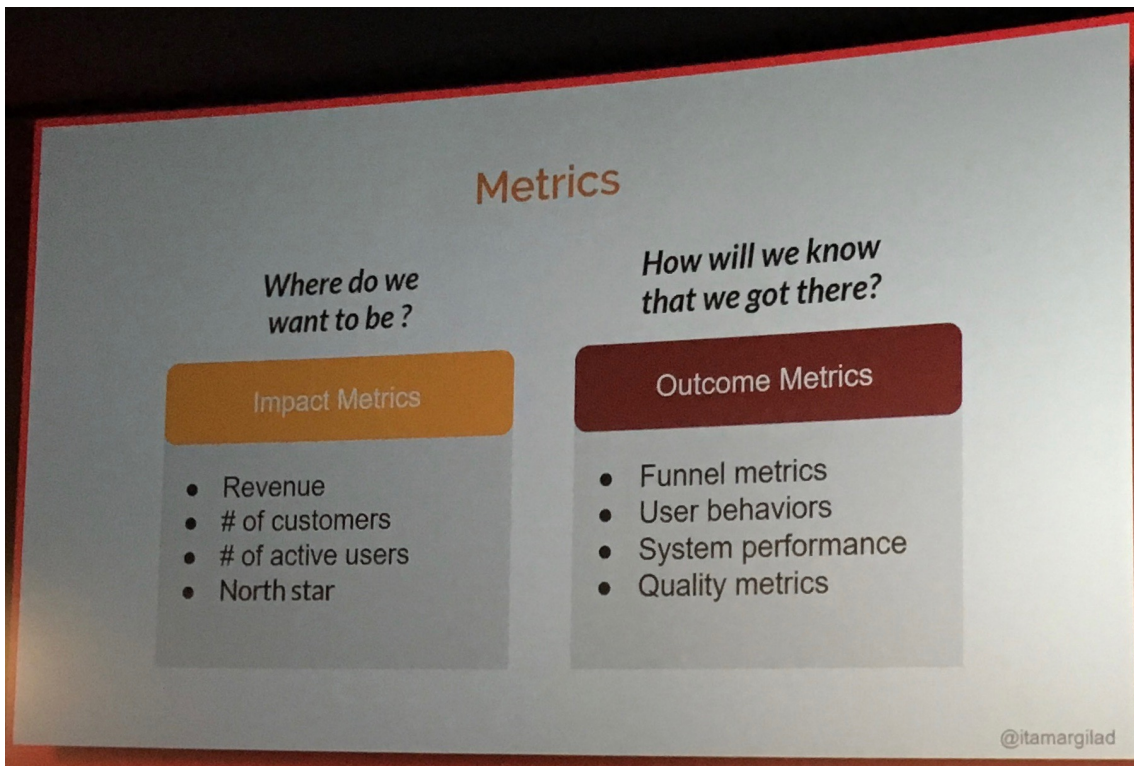 Metrics
Where do we
want to be ?
Impact Metrics
● Revenue
● # of customers
● # of active users
● North star
How will we know
that we got there?
Outcome Metrics
● Funnel metrics
● User behaviors
● System performance
● Quality metrics
@itamargilad